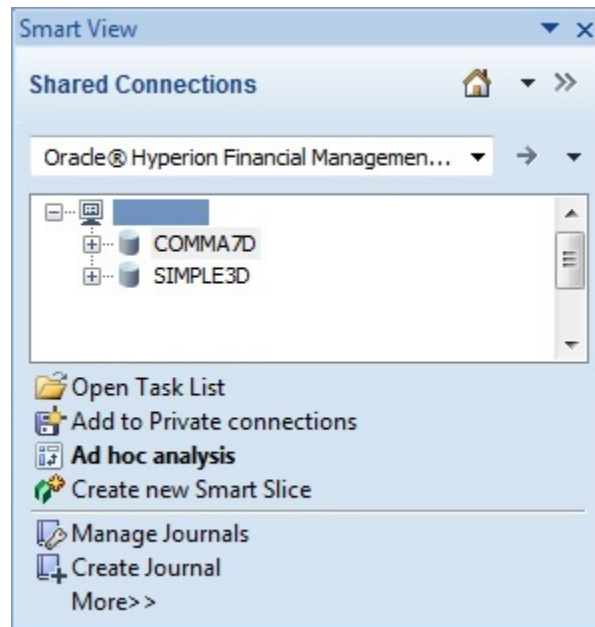 Smart View
Shared Connections
Oracle® Hyperion Financial Managemen...
COMMA7D
SIMPLE3D
Open Task List
Add to Private connections
Ad hoc analysis
Create new Smart Slice
Manage Journals
Create Journal
More>>